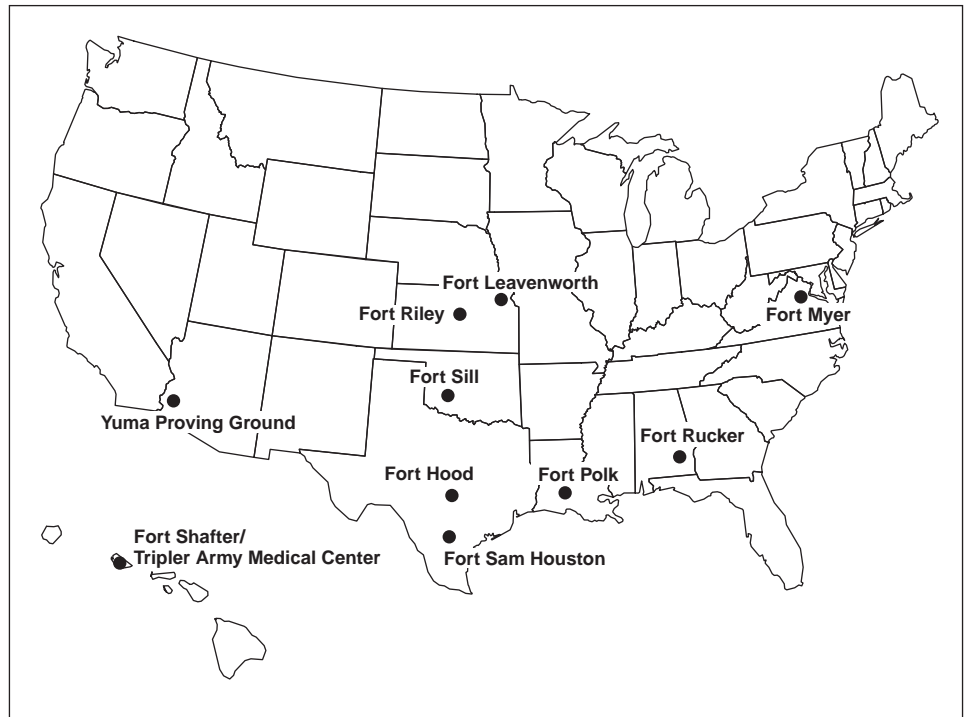 Fort Leavenworth
Fort Riley
Fort Myer
Fort Sill
Yuma Proving Ground
Fort Rucker
Fort Hood
Fort Polk
Fort Shafter/
Tripler Army Medical Center
Fort Sam Houston